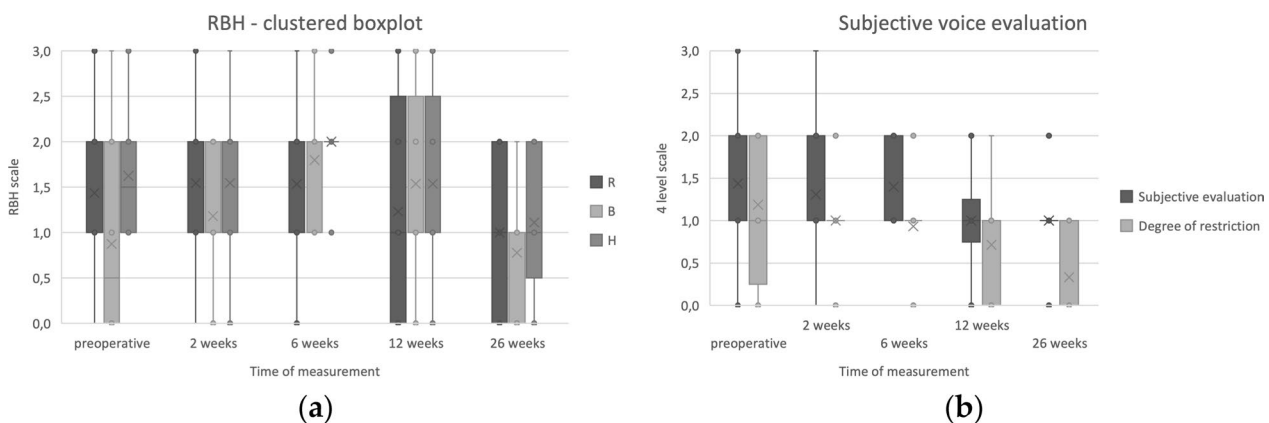 RBH - clustered boxplot
3,0
2,5
2,0
1,5
1,0
0,5
0,0
RBH scale
preoperative 2 weeks 6 weeks 12 weeks 26 weeks
Time of measurement
R
B
H
(a)
Subjective voice evaluation
3,0
2,5
2,0
1,5
1,0
0,5
0,0
4 level scale
2 weeks 12 weeks
preoperative 6 weeks 26 weeks
Time of measurement
Subjective evaluation
Degree of restriction
(b)